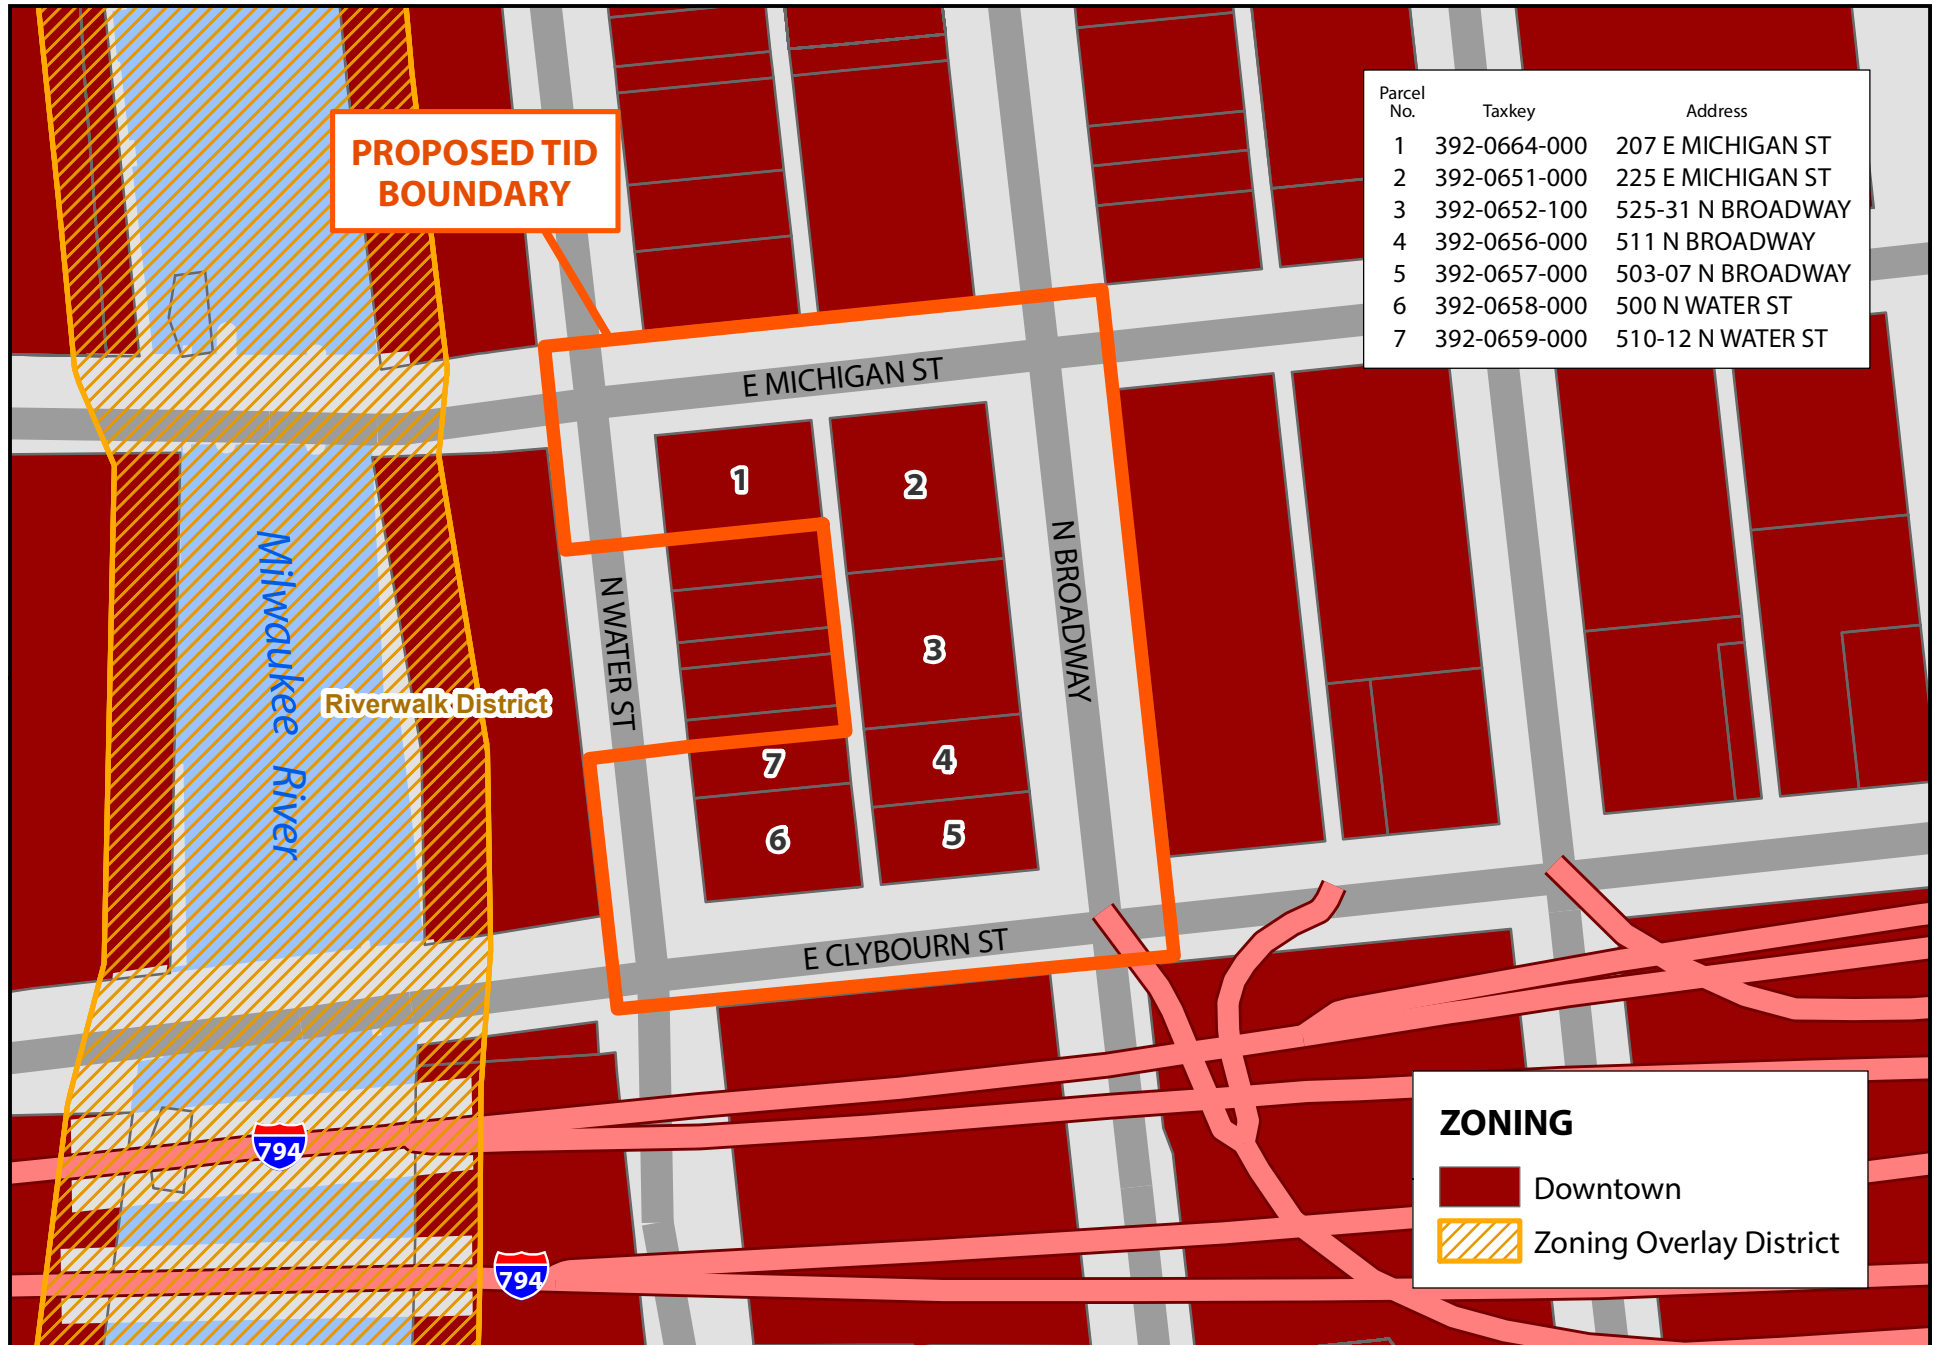 PROPOSED TID
BOUNDARY
Parcel
No. Taxkey Address
1 392-0664-000 207 E MICHIGAN ST
2 392-0651-000 225 E MICHIGAN ST
3 392-0652-100 525-31 N BROADWAY
4 392-0656-000 511 N BROADWAY
5 392-0657-000 503-07 N BROADWAY
6 392-0658-000 500 N WATER ST
7 392-0659-000 510-12 N WATER ST
E MICHIGAN ST
1
2
Milwaukee River
N WATER ST
N BROADWAY
3
Riverwalk District
7
4
6
5
E CLYBOURN ST
794
794
ZONING
Downtown
Zoning Overlay District